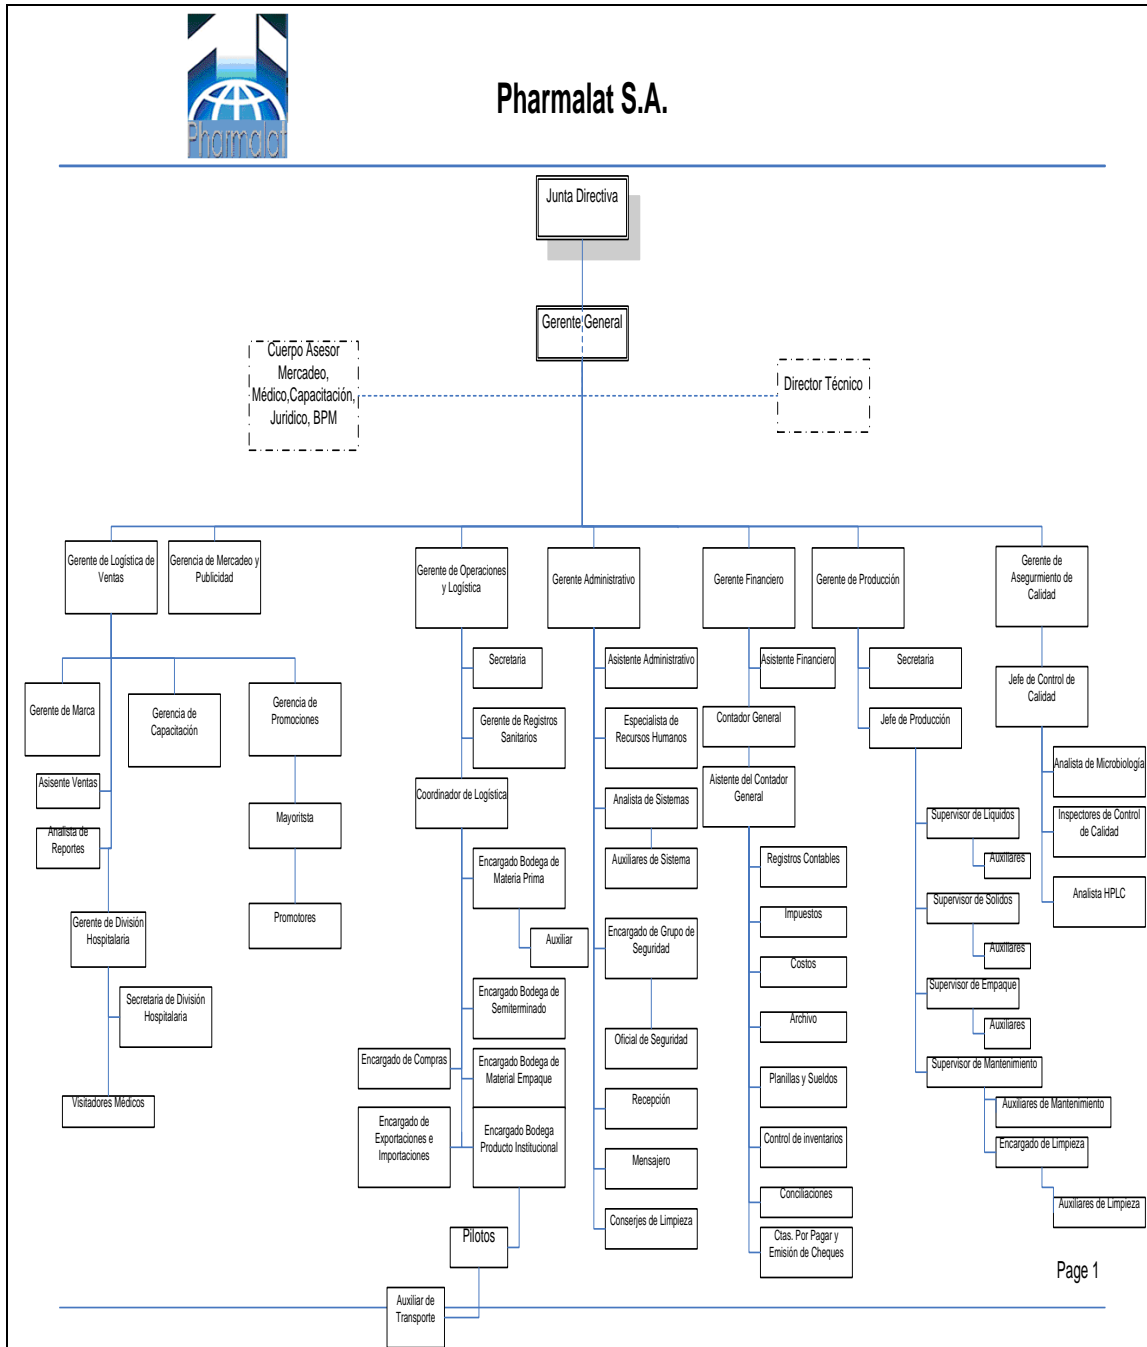 Pharmalat
Pharmalat S.A.
Junta Directiva
Gerente General
Cuerpo Asesor
Mercadeo,
Médico,Capacitación,
Jurídico, BPM
Director Técnico
Gerente de Logística de
Ventas
Gerencia de Mercadeo y
Publicidad
Gerente de Operaciones
y Logística
Gerente Administrativo
Gerente Financiero
Gerente de Producción
Gerente de
Asegurmiento de
Calidad
Gerente de Marca
Gerencia de
Capacitación
Gerencia de
Promociones
Asisente Ventas
Analista de
Reportes
Mayoritsta
Promotores
Gerente de División
Hospitalaria
Secretaria de División
Hospitalaria
Visitadores Médicos
Secretaria
Gerente de Registros
Sanitarios
Coordinador de Logística
Encargado Bodega de
Materia Prima
Auxiliar
Encargado Bodega de
Semiterminado
Encargado de Compras
Encargado Bodega de
Material Empaque
Encargado de
Exportaciones e
Importaciones
Encargado Bodega
Producto Institucional
Pilotos
Auxiliar de
Transporte
Asistente Administrativo
Especialista de
Recursos Humanos
Analista de Sistemas
Auxiliares de Sistema
Encargado de Grupo de
Seguridad
Oficial de Seguridad
Recepción
Mensajero
Conserjes de Limpieza
Asistente Financiero
Contador General
Aistente del Contador
General
Registros Contables
Impuestos
Costos
Archivo
Planillas y Sueldos
Control de inventarios
Conciliaciones
Ctas. Por Pagar y
Emisión de Cheques
Secretaria
Jefe de Producción
Supervisor de Líquidos
Auxiliares
Supervisor de Sólidos
Auxiliares
Supervisor de Empaque
Auxiliares
Supervisor de Mantenimiento
Auxiliares de Mantenimiento
Encargado de Limpieza
Auxiliares de Limpieza
Jefe de Control de
Calidad
Analista de Microbiología
Inspectores de Control
de Calidad
Analista HPLC
Page 1